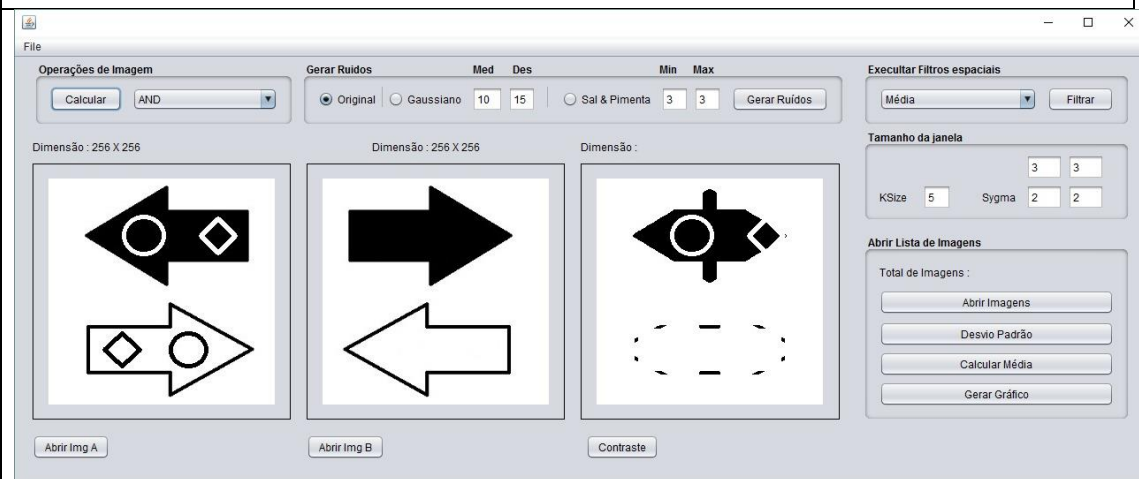 File
Operações de Imagem
Calcular AND
Gerar Ruidos Med Des Min Max
Original Gaussiano 10 15 Sal & Pimenta 3 3 Gerar Ruídos
Execultar Filtros espaciais
Média Filtrar
Tamanho da janela
3 3
KSize 5 Sygma 2 2
Dimensão : 256 X 256
Dimensão : 256 X 256
Dimensão :
Abrir Lista de Imagens
Total de Imagens :
Abrir Imagens
Desvio Padrão
Calcular Média
Gerar Gráfico
Abrir Img A
Abrir Img B
Contraste